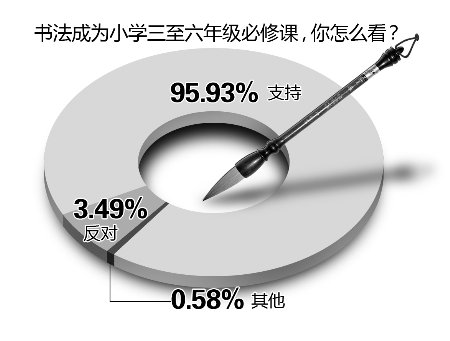 书法成为小学三至六年级必修课，你怎么看？
95.93% 支持
3.49%
反对
0.58% 其他